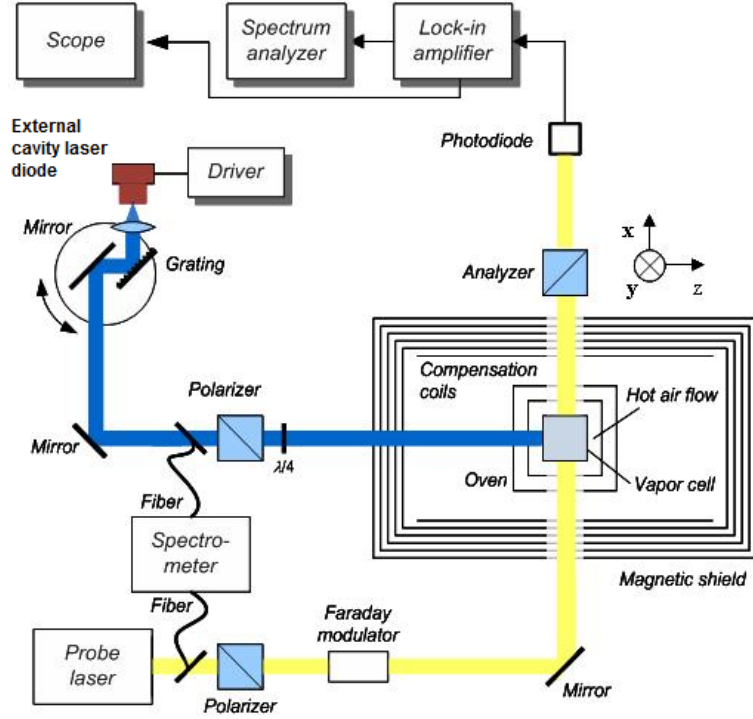 Scope
Spectrum
analyzer
Lock-in
amplifier
External
cavity laser
diode
Driver
Photodiode
Mirror
Grating
Analyzer
x
y
z
Compensation
coils
Polarizer
Hot air flow
Mirror
λ/4
Oven
Vapor cell
Fiber
Spectro-
meter
Magnetic shield
Fiber
Faraday
modulator
Probe
laser
Polarizer
Mirror